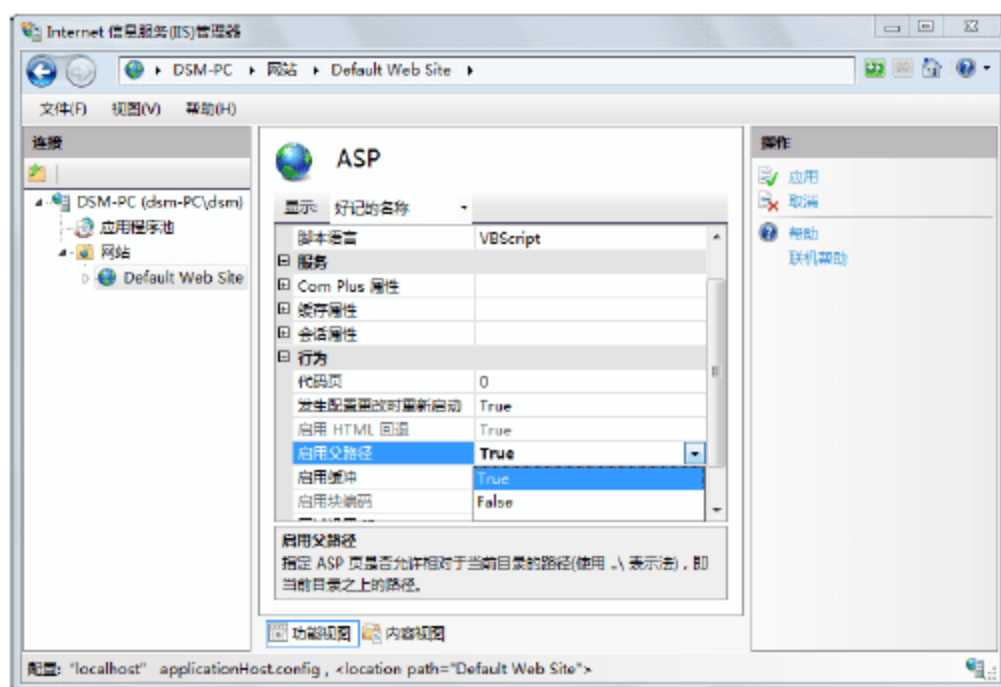 Internet 信息服务(IIS)管理器
DSM-PC 网站 Default Web Site
文件(F) 视图(V) 帮助(H)
连接
DSM-PC (dsm-PC\dsm)
应用程序池
网站
Default Web Site
ASP
显示: 好记的名称
脚本语言 VBScript
服务
Com Plus 属性
缓存属性
会话属性
行为
代码页 0
发生配置更改时重新启动 True
启用 HTML 回退 True
启用父路径 True
启用缓冲 True
启用块编码 False
启用父路径
指定 ASP 页是否允许相对于当前目录的路径(使用 ..\ 表示法)，即
当前目录之上的路径。
功能视图 内容视图
操作
应用
取消
帮助
联机帮助
配置: "localhost" applicationHost.config , <location path="Default Web Site">